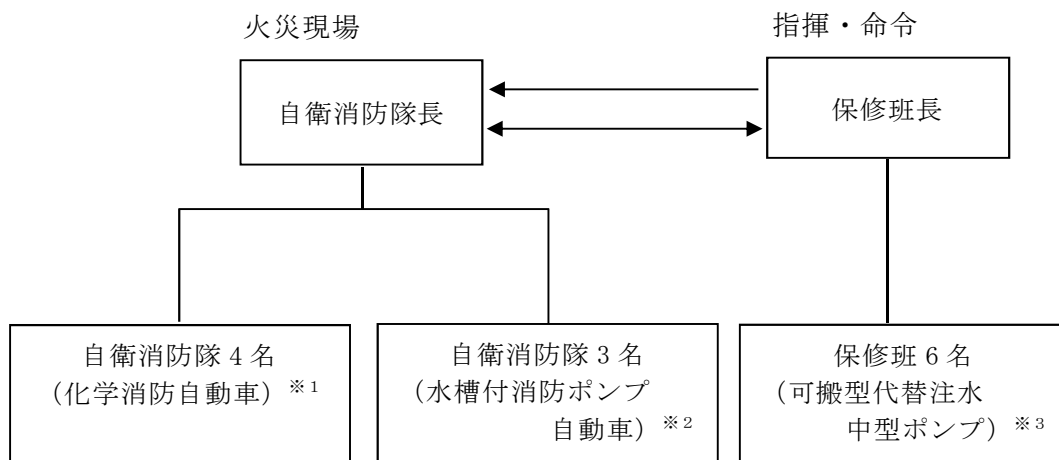 火災現場
指揮・命令
自衛消防隊長
保修班長
自衛消防隊 4 名
(化学消防自動車) ※1
自衛消防隊 3 名
(水槽付消防ポンプ
自動車) ※2
保修班 6 名
(可搬型代替注水
中型ポンプ) ※3